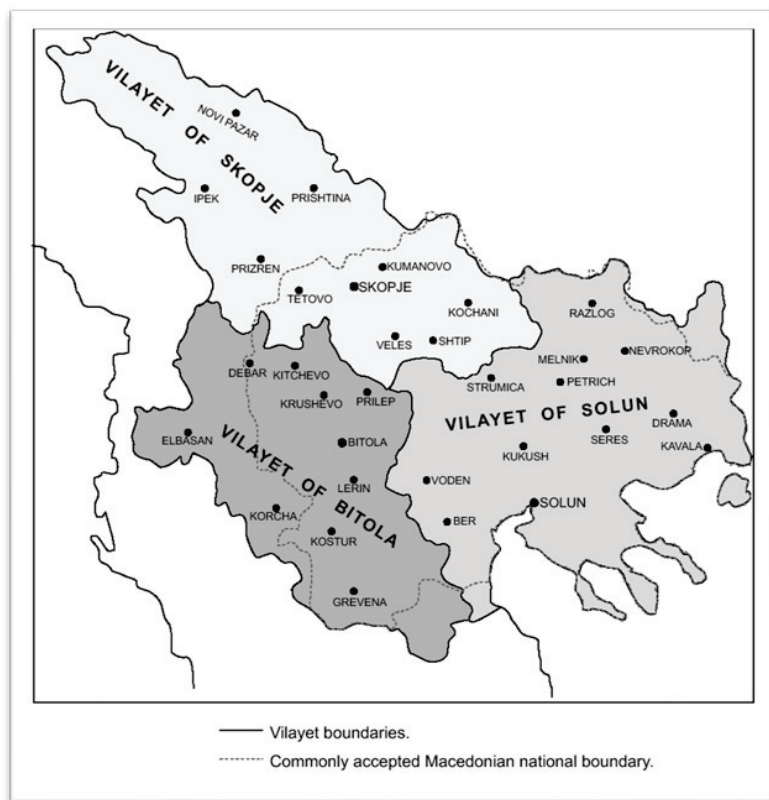 VILAYET OF SKOPJE
NOVI PAZAR
IPEK
PRISHTINA
PRIZREN
KUMANOVO
SKOPJE
TETOVO
KOCHANI
VELES
SHTIP
RAZLOG
NEVROKOP
MELNIK
PETRICH
STRUMICA
VILAYET OF SOLUN
DRAMA
SERES
KAVALA
KUKUSH
VODEN
SOLUN
BER
DEBAR
KITCHEVO
KRUSHEVO
PRILEP
ELBASAN
BITOLA
VILAYET OF BITOLA
LERIN
KORCHA
KOSTUR
GREVENA
Vilayet boundaries.
Commonly accepted Macedonian national boundary.